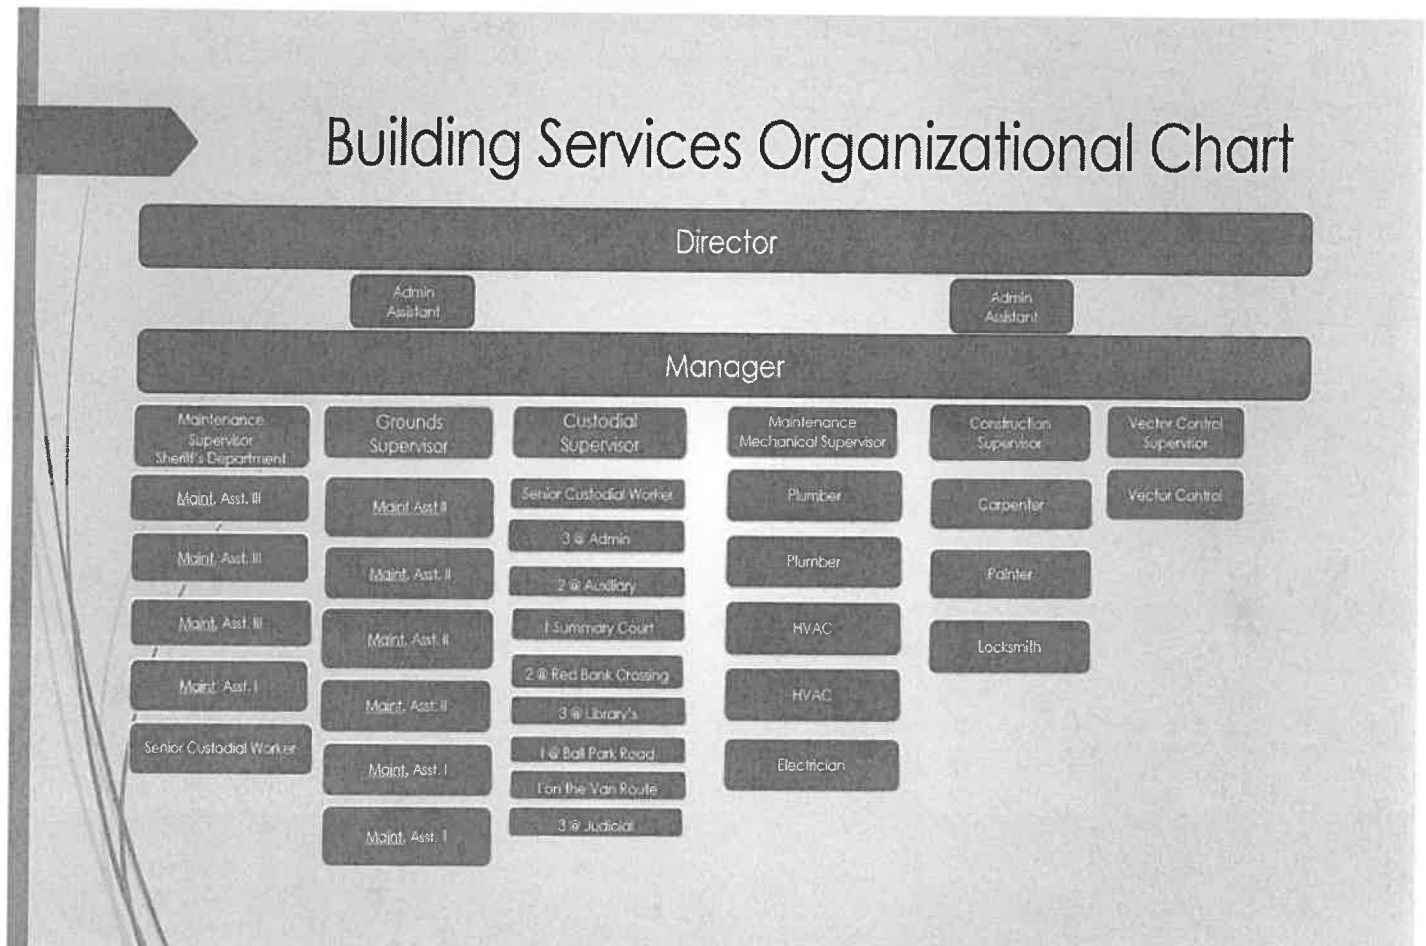 Building Services Organizational Chart
Director
Admin
Assistant
Admin
Assistant
Manager
Maintenance
Supervisor
Sheriff's Department
Maint. Asst. III
Maint. Asst. III
Maint. Asst. III
Maint. Asst. I
Senior Custodial Worker
Grounds
Supervisor
Maint Asst II
Maint. Asst. II
Maint. Asst. II
Maint. Asst. II
Maint. Asst. I
Maint. Asst. I
Custodial
Supervisor
Senior Custodial Worker
3 @ Admin
2 @ Auxiliary
1 Summary Court
2 @ Red Bank Crossing
3 @ Library's
1 @ Ball Park Road
1 on the Van Route
3 @ Judicial
Maintenance
Mechanical Supervisor
Plumber
Plumber
HVAC
HVAC
Electrician
Construction
Supervisor
Carpenter
Painter
Locksmith
Vector Control
Supervisor
Vector Control